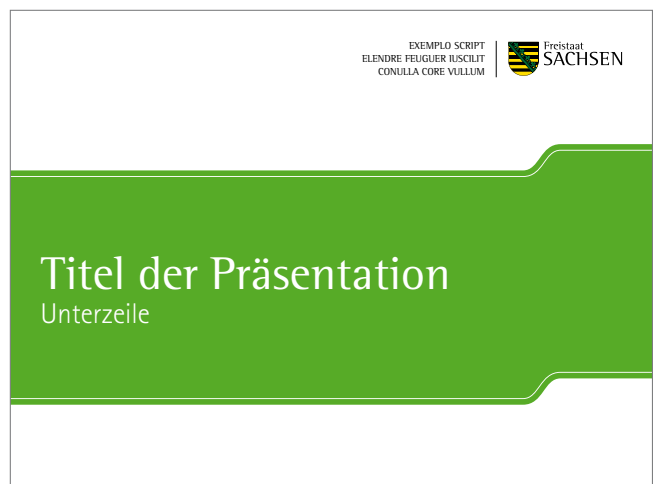 EXEMPLO SCRIPT
ELENDRE FEUGUER IUSCILIT
CONULLA CORE VULLUM
Freistaat
SACHSEN
Titel der Präsentation
Unterzeile